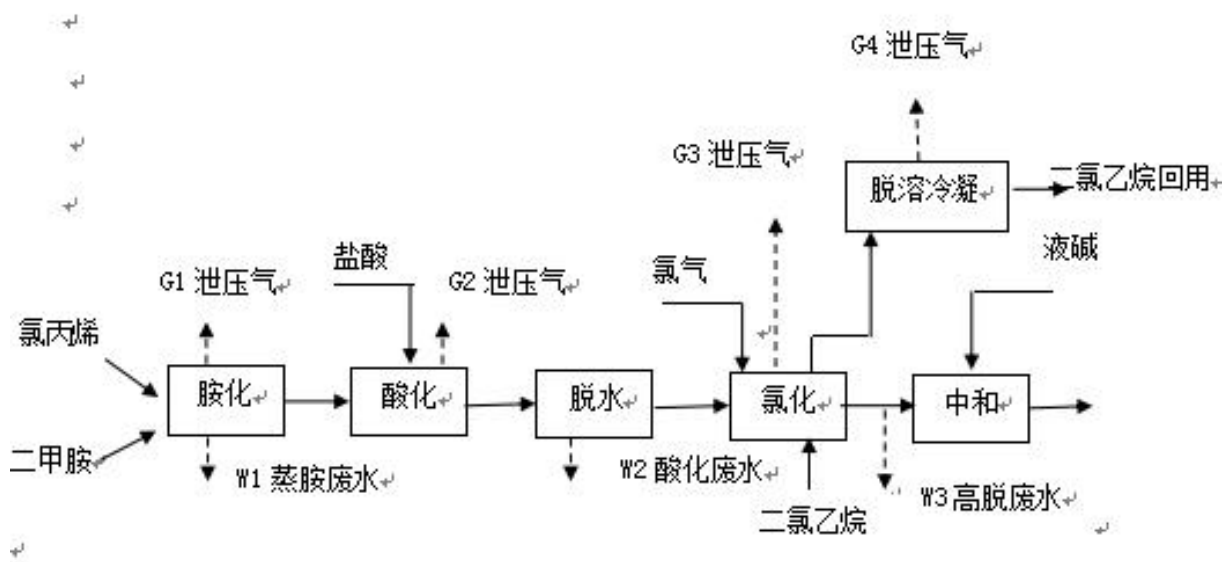 G4 泄压气
G3 泄压气
脱溶冷凝
二氯乙烷回用
盐酸
氯气
液碱
G1 泄压气
G2 泄压气
氯丙烯
胺化
酸化
脱水
氯化
中和
二甲胺
W1 蒸胺废水
W2 酸化废水
二氯乙烷
W3 高脱废水